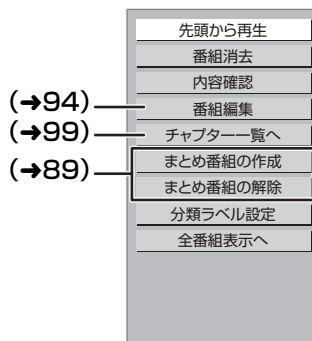 先頭から再生
番組消去
内容確認
(➜94) 番組編集
(➜99) チャプター一覧へ
(➜89) まとめ番組の作成
まとめ番組の解除
分類ラベル設定
全番組表示へ